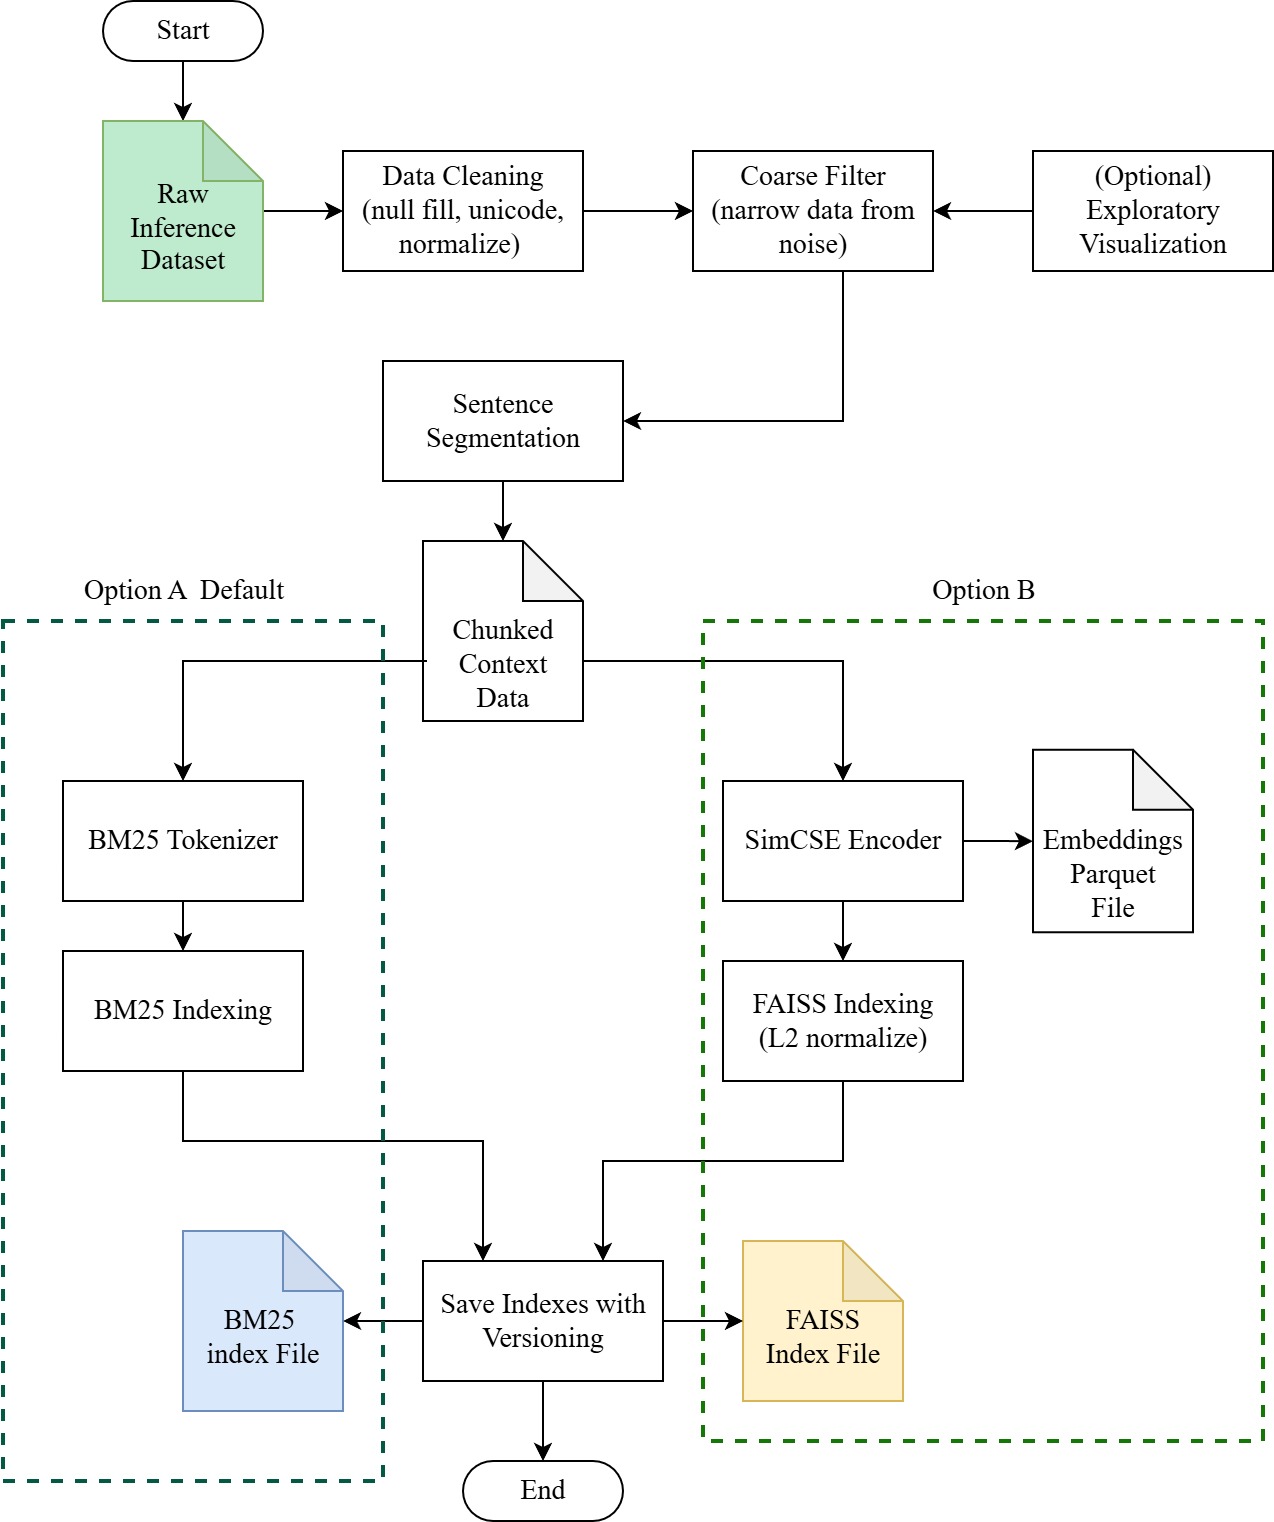 Start
Raw
Inference
Dataset
Data Cleaning
(null fill, unicode,
normalize)
Coarse Filter
(narrow data from
noise)
(Optional)
Exploratory
Visualization
Sentence
Segmentation
Chunked
Context
Data
Option A  Default
Option B
BM25 Tokenizer
SimCSE Encoder
Embeddings
Parquet
File
BM25 Indexing
FAISS Indexing
(L2 normalize)
BM25
index File
Save Indexes with
Versioning
FAISS
Index File
End